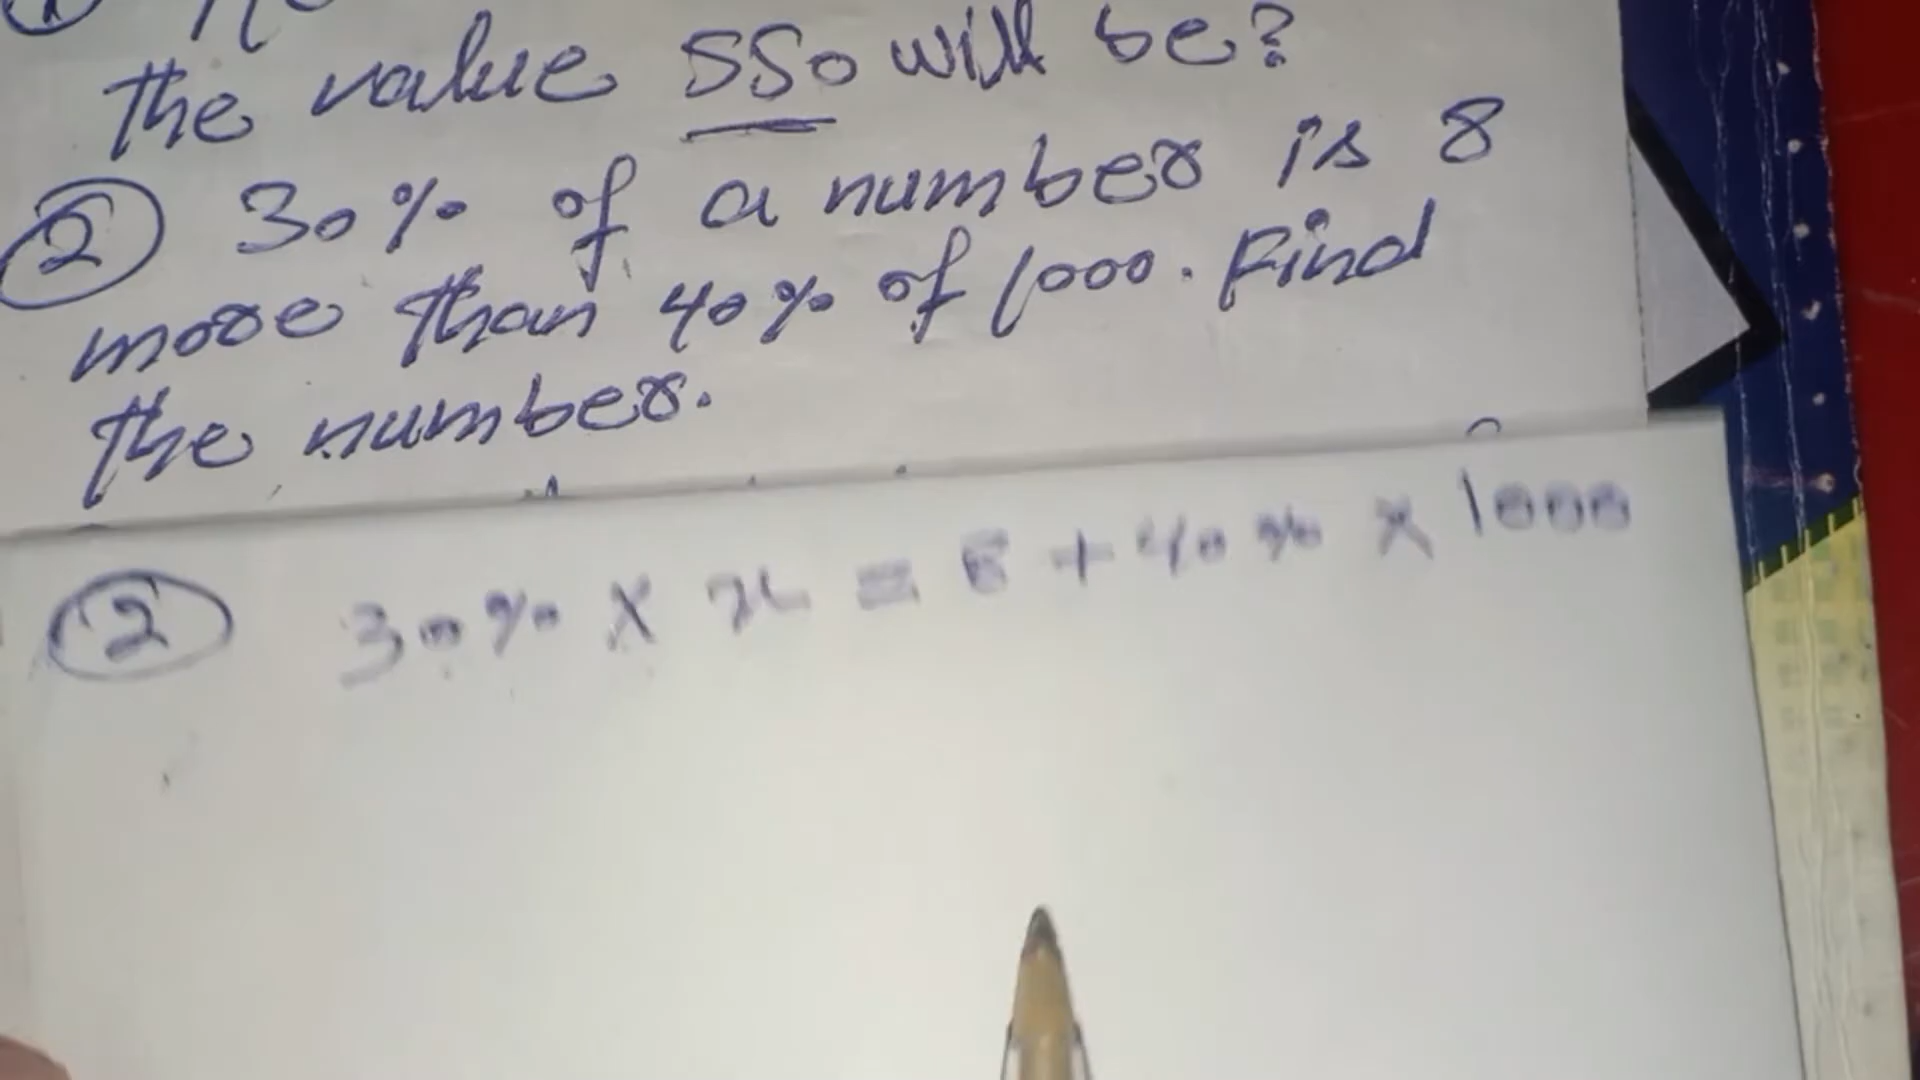 the value 550 will be?
② 30% of a number is 8
more than 40% of 1000. Find
the number.
② 30% × x = 8 + 40% × 1000